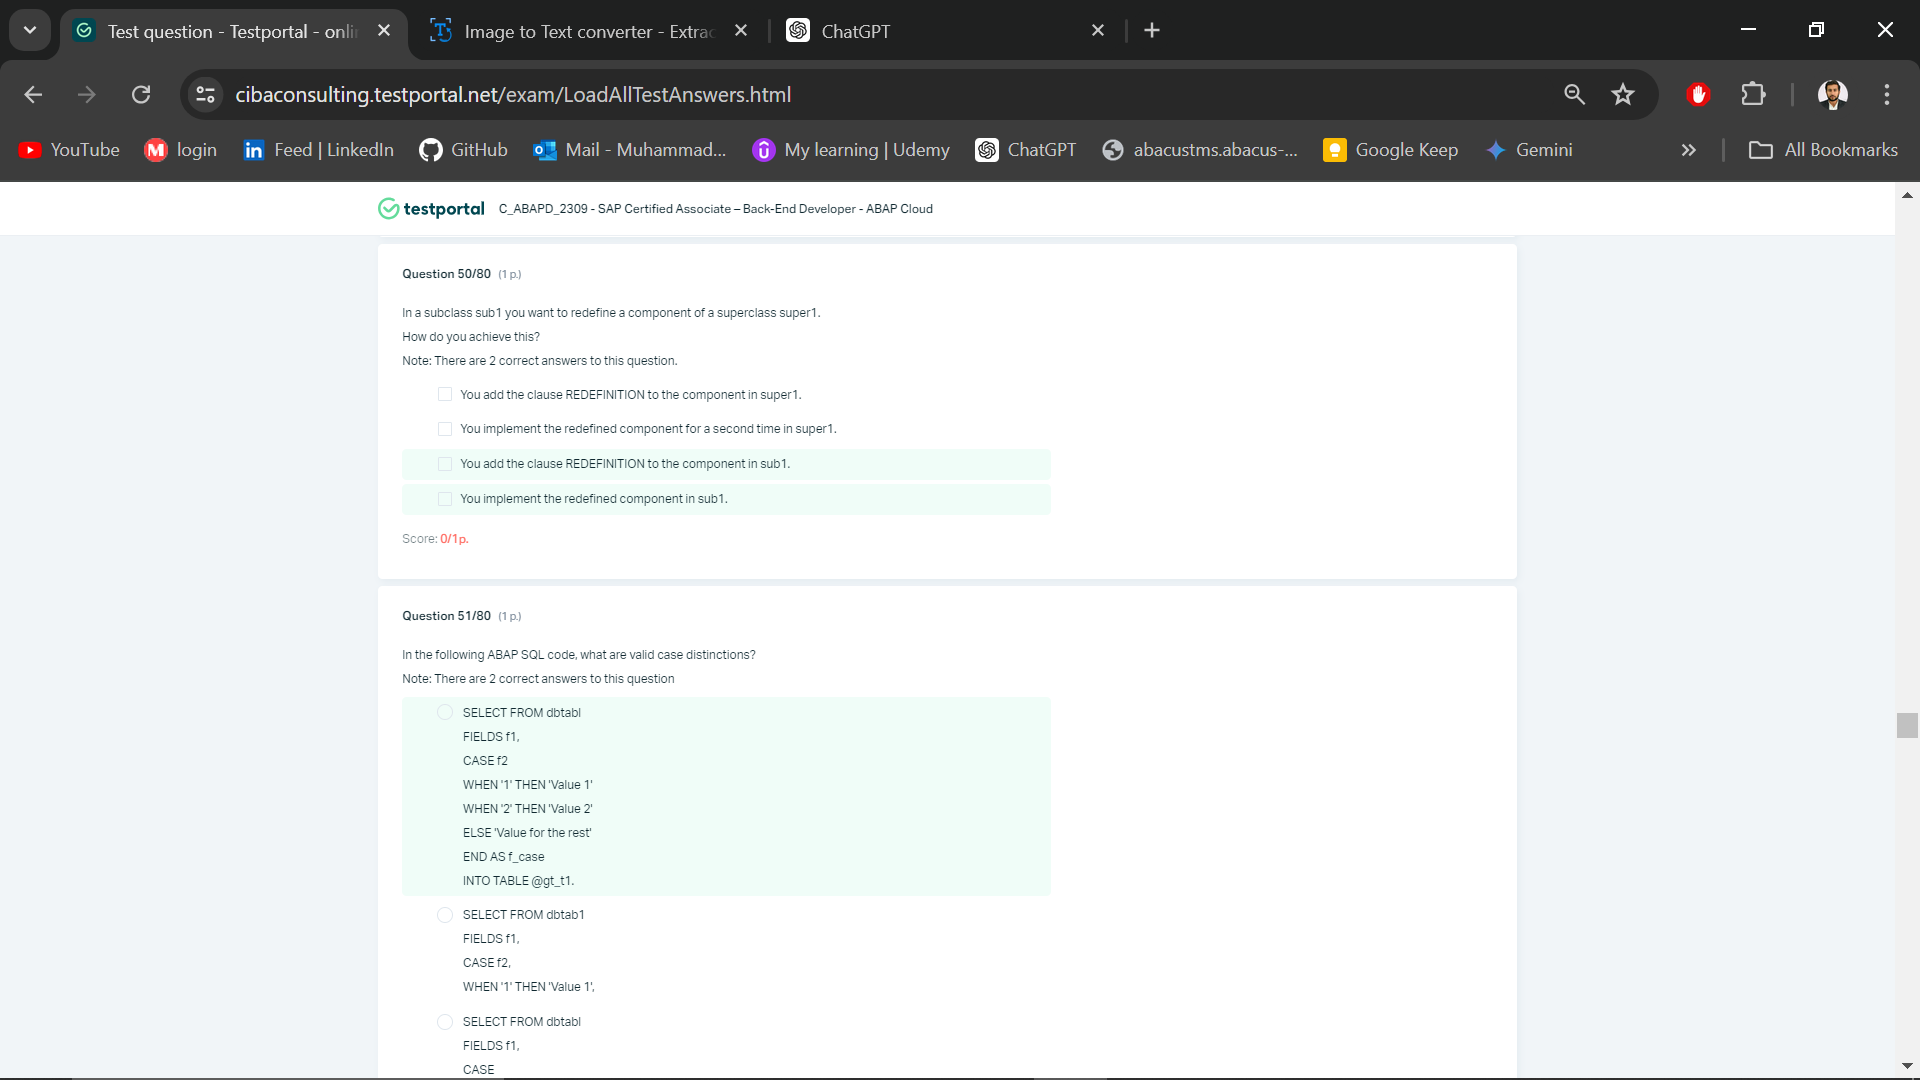 Test question - Testportal - onli
Image to Text converter - Extrac
ChatGPT
cibaconsulting.testportal.net/exam/LoadAllTestAnswers.html
YouTube
login
Feed | LinkedIn
GitHub
Mail - Muhammad...
My learning | Udemy
ChatGPT
abacustms.abacus-...
Google Keep
Gemini
All Bookmarks
testportal
C_ABAPD_2309 - SAP Certified Associate – Back-End Developer - ABAP Cloud
Question 50/80 (1 p.)
In a subclass sub1 you want to redefine a component of a superclass super1.
How do you achieve this?
Note: There are 2 correct answers to this question.
You add the clause REDEFINITION to the component in super1.
You implement the redefined component for a second time in super1.
You add the clause REDEFINITION to the component in sub1.
You implement the redefined component in sub1.
Score: 0/1 p.
Question 51/80 (1 p.)
In the following ABAP SQL code, what are valid case distinctions?
Note: There are 2 correct answers to this question
SELECT FROM dbtabl
FIELDS f1,
CASE f2
WHEN '1' THEN 'Value 1'
WHEN '2' THEN 'Value 2'
ELSE 'Value for the rest'
END AS f_case
INTO TABLE @gt_t1.
SELECT FROM dbtab1
FIELDS f1,
CASE f2,
WHEN '1' THEN 'Value 1',
SELECT FROM dbtabl
FIELDS f1,
CASE